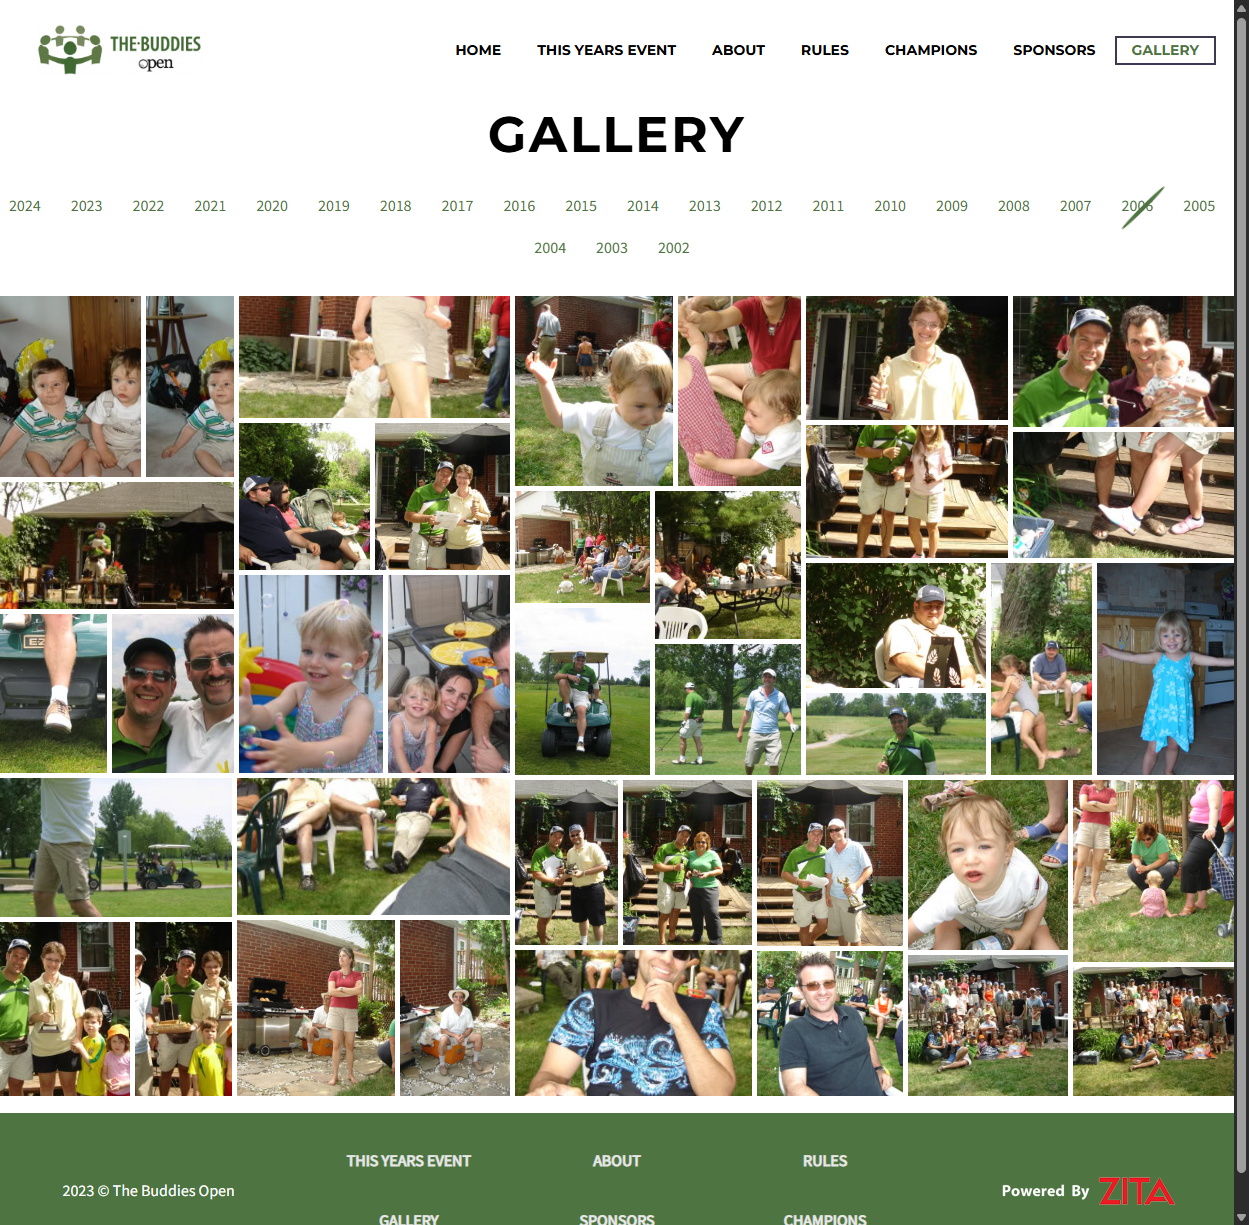 THE·BUDDIES
open
HOME THIS YEARS EVENT ABOUT RULES CHAMPIONS SPONSORS GALLERY
GALLERY
2024 2023 2022 2021 2020 2019 2018 2017 2016 2015 2014 2013 2012 2011 2010 2009 2008 2007 2006 2005
2004 2003 2002
EZ
THIS YEARS EVENT ABOUT RULES
2023 © The Buddies Open
Powered By ZITA
GALLERY SPONSORS CHAMPIONS